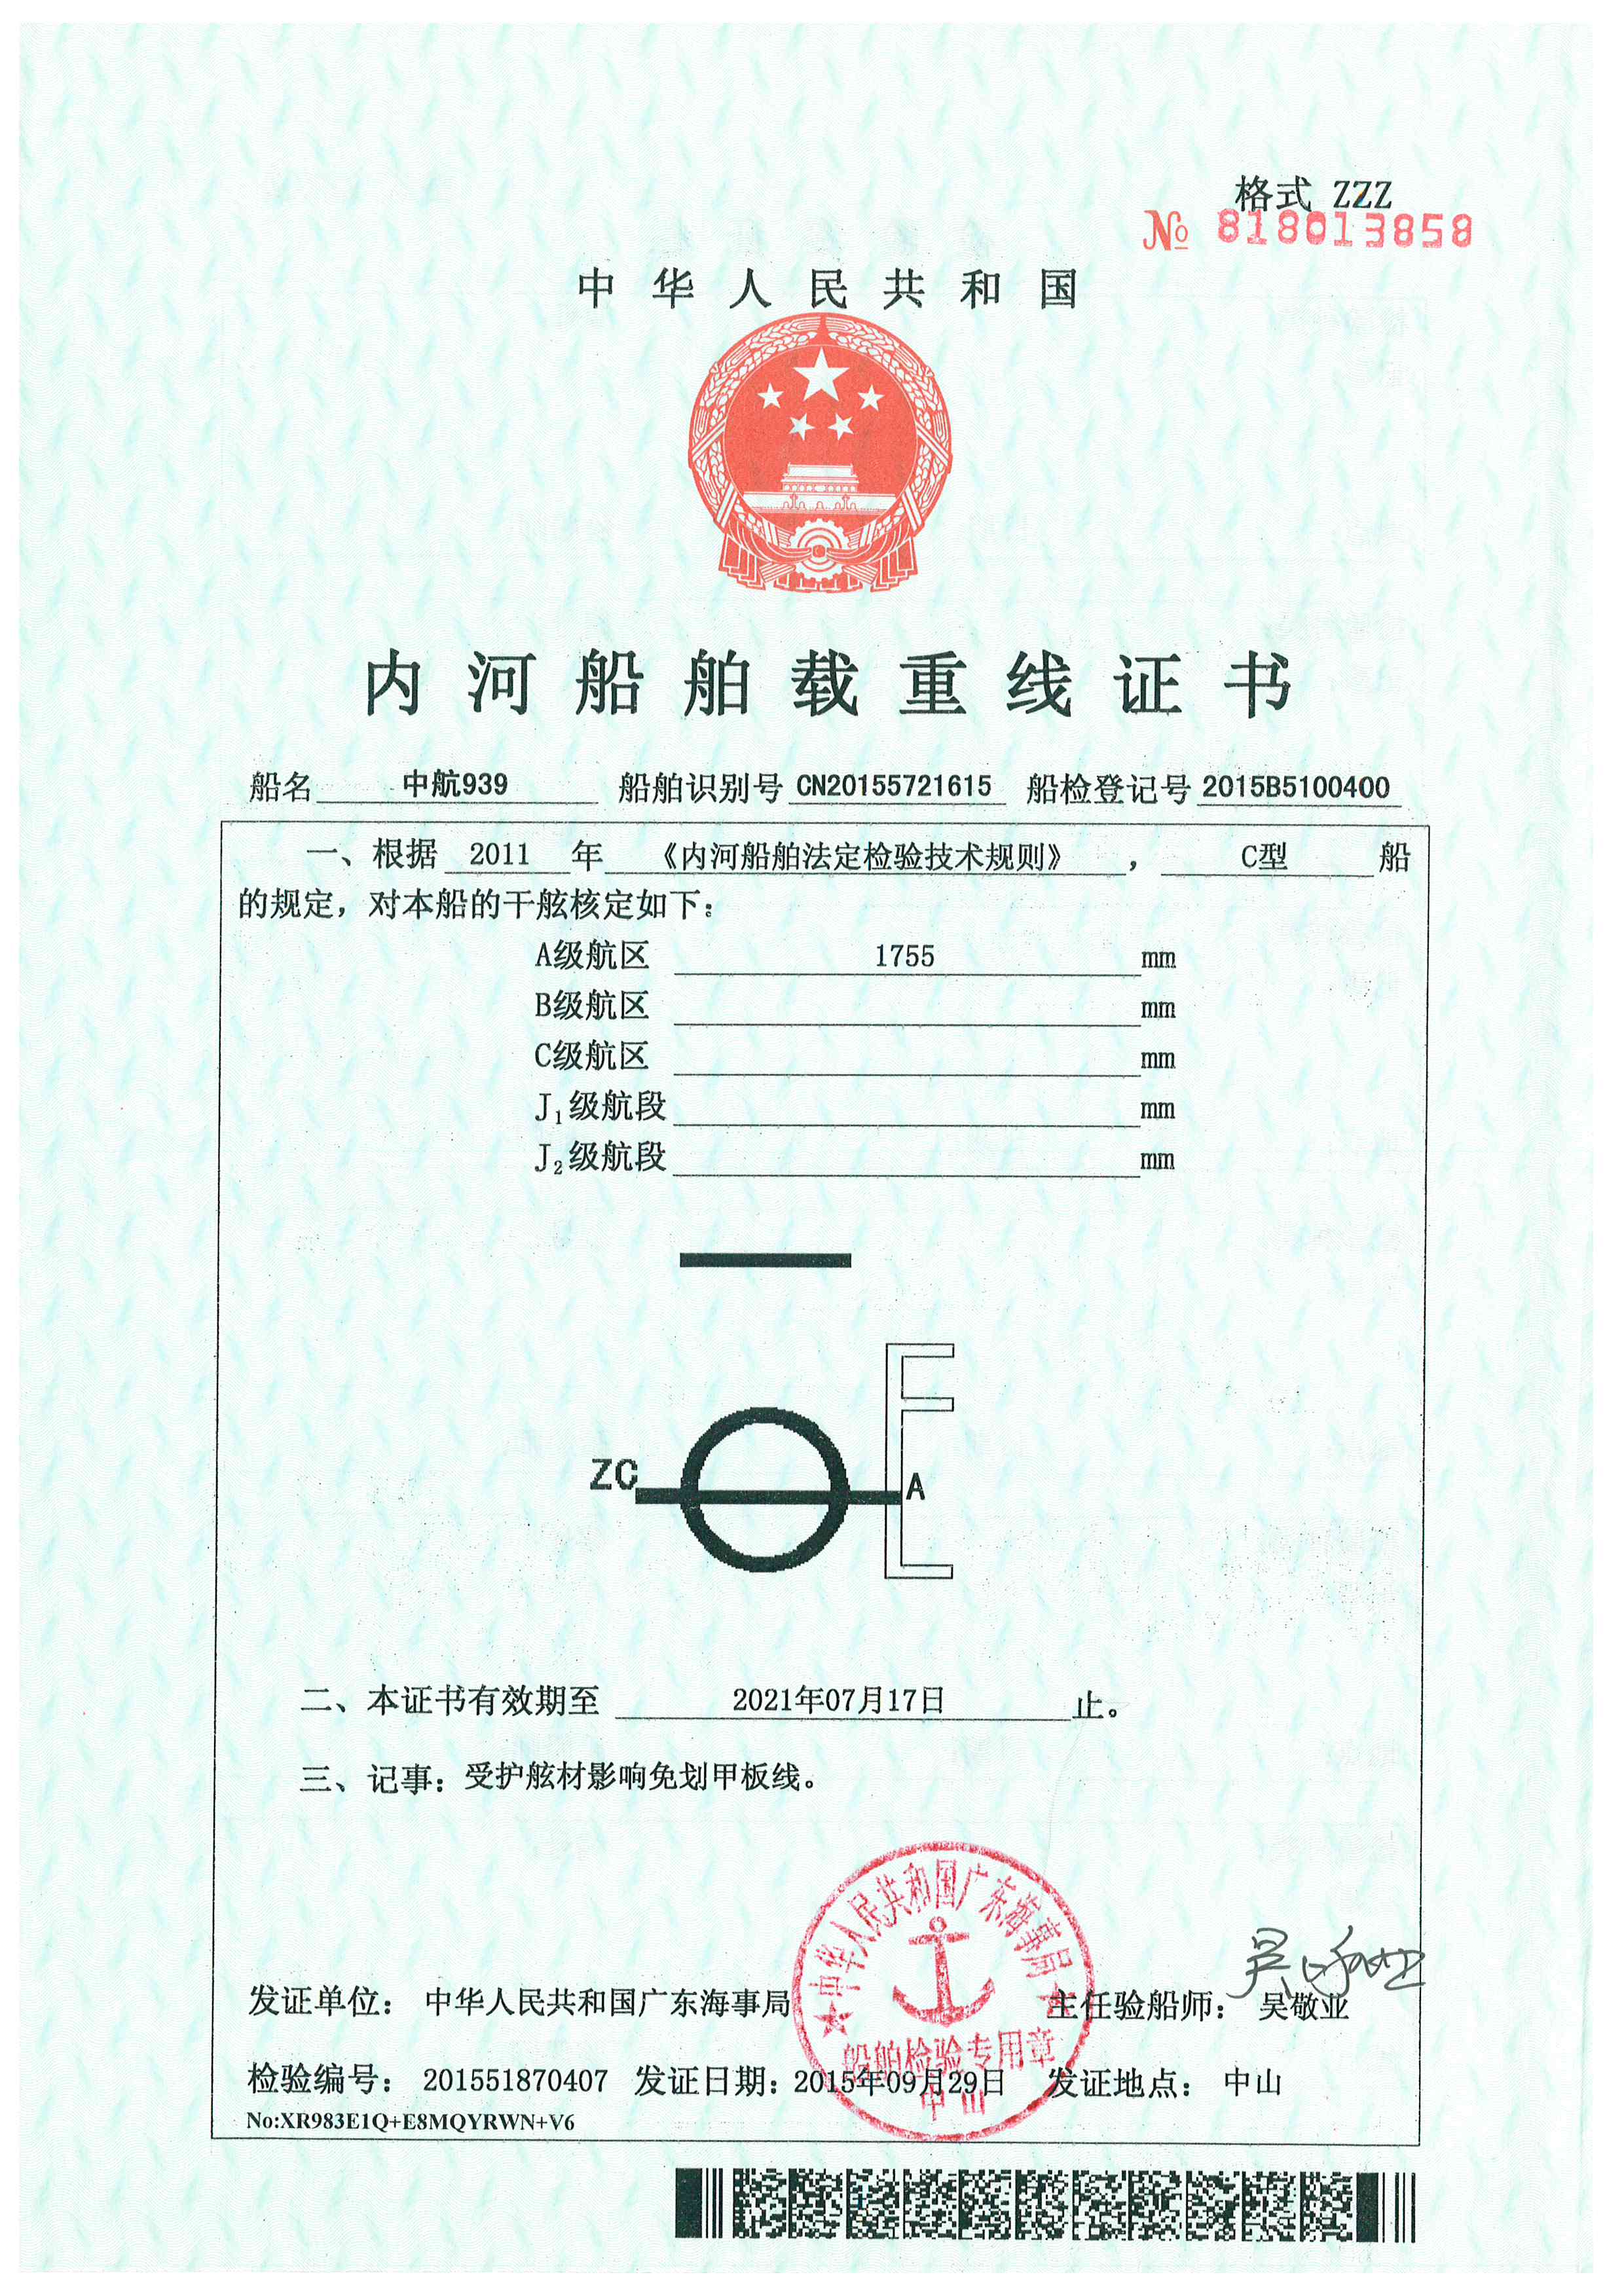 格式 ZZZ
№ 818013858
中华人民共和国
内河船舶载重线证书
船名 中航939 船舶识别号 CN20155721615 船检登记号 2015B5100400
一、根据 2011 年 《内河船舶法定检验技术规则》 , C型 船
的规定，对本船的干舷核定如下：
A级航区 1755 mm
B级航区 mm
C级航区 mm
J₁级航段 mm
J₂级航段 mm
ZC A
二、本证书有效期至 2021年07月17日 止。
三、记事：受护舷材影响免划甲板线。
中华人民共和国广东海事局
船舶检验专用章
中山
吴敬业
发证单位： 中华人民共和国广东海事局 主任验船师： 吴敬业
检验编号： 201551870407 发证日期：2015年09月29日 发证地点： 中山
No:XR983E1Q+E8MQYRWN+V6